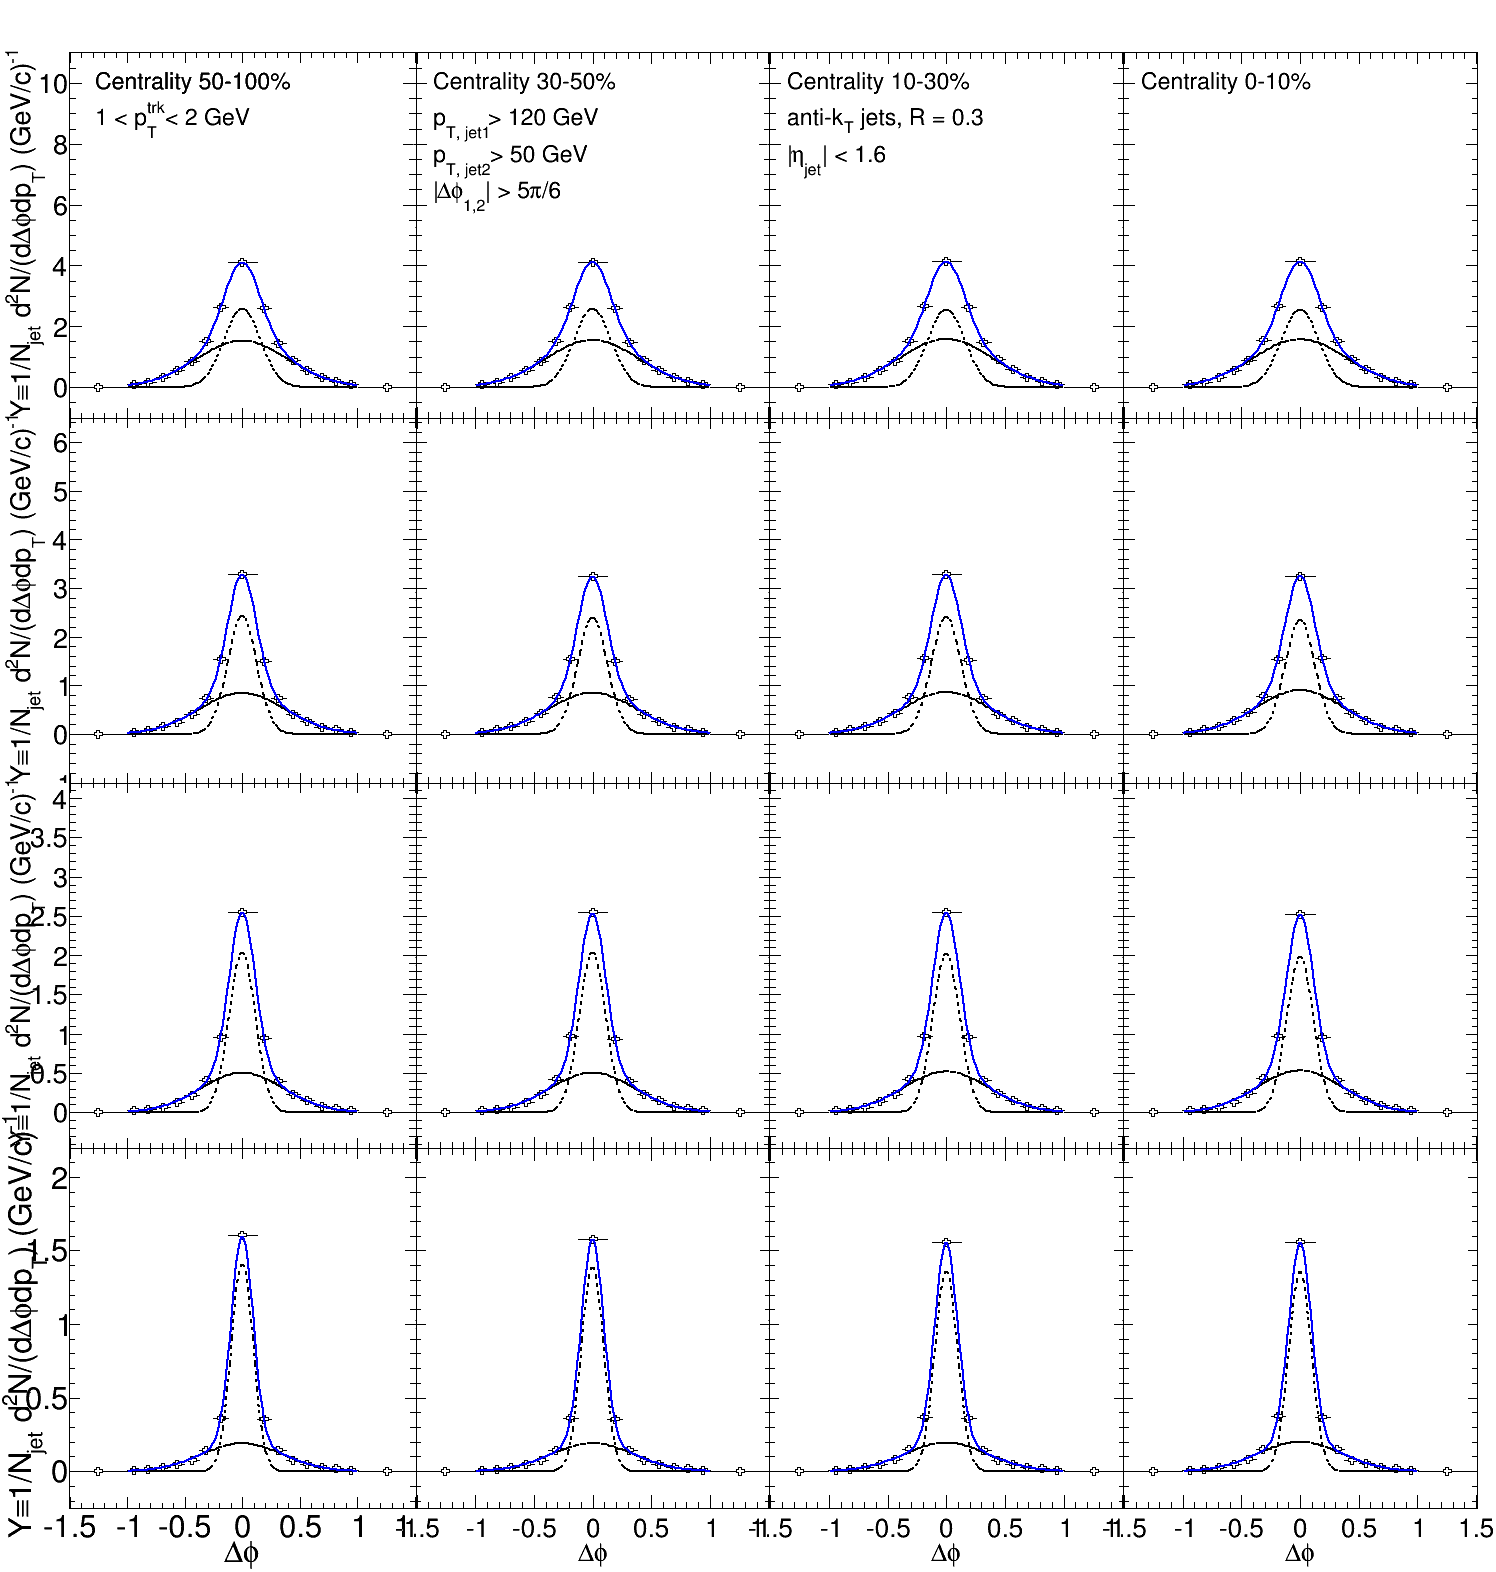 Centrality 50-100%
1 < p_T^trk < 2 GeV
Centrality 30-50%
p_T, jet1 > 120 GeV
p_T, jet2 > 50 GeV
|Δϕ_1,2| > 5π/6
Centrality 10-30%
anti-k_T jets, R = 0.3
|η_jet| < 1.6
Centrality 0-10%
Y≡1/N_jet d²N/(dΔϕdp_T) (GeV/c)⁻¹
10
8
6
4
2
0
Y≡1/N_jet d²N/(dΔϕdp_T) (GeV/c)⁻¹
6
5
4
3
2
1
0
Y≡1/N_jet d²N/(dΔϕdp_T) (GeV/c)⁻¹
4
3.5
3
2.5
2
1.5
1
0.5
0
Y≡1/N_jet d²N/(dΔϕdp_T) (GeV/c)⁻¹
2
1.5
1
0.5
0
-1.5 -1 -0.5 0 0.5 1 -1.5 -1 -0.5 0 0.5 1 -1.5 -1 -0.5 0 0.5 1 -1.5 -1 -0.5 0 0.5 1 1.5
Δϕ Δϕ Δϕ Δϕ